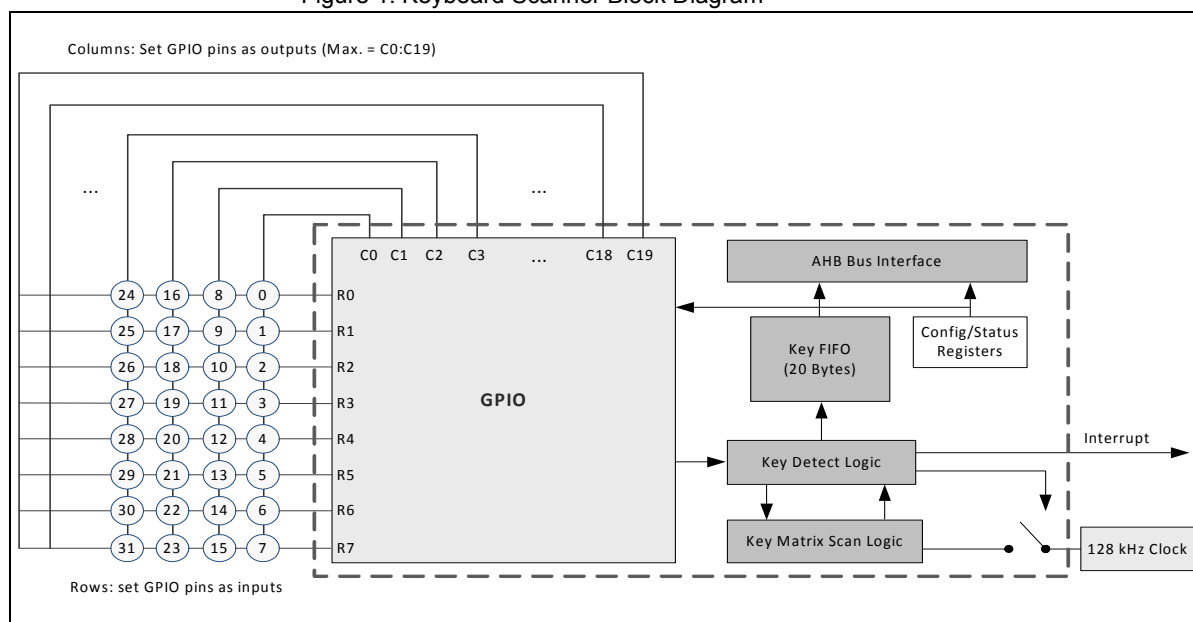 Figure 1. Keyboard Scanner Block Diagram
Columns: Set GPIO pins as outputs (Max. = C0:C19)
...
...
C0 C1 C2 C3 ... C18 C19
AHB Bus Interface
24 16 8 0 R0
25 17 9 1 R1
26 18 10 2 R2
27 19 11 3 R3
28 20 12 4 R4
29 21 13 5 R5
30 22 14 6 R6
31 23 15 7 R7
GPIO
Key FIFO
(20 Bytes)
Config/Status
Registers
Key Detect Logic
Interrupt
Key Matrix Scan Logic
128 kHz Clock
Rows: set GPIO pins as inputs